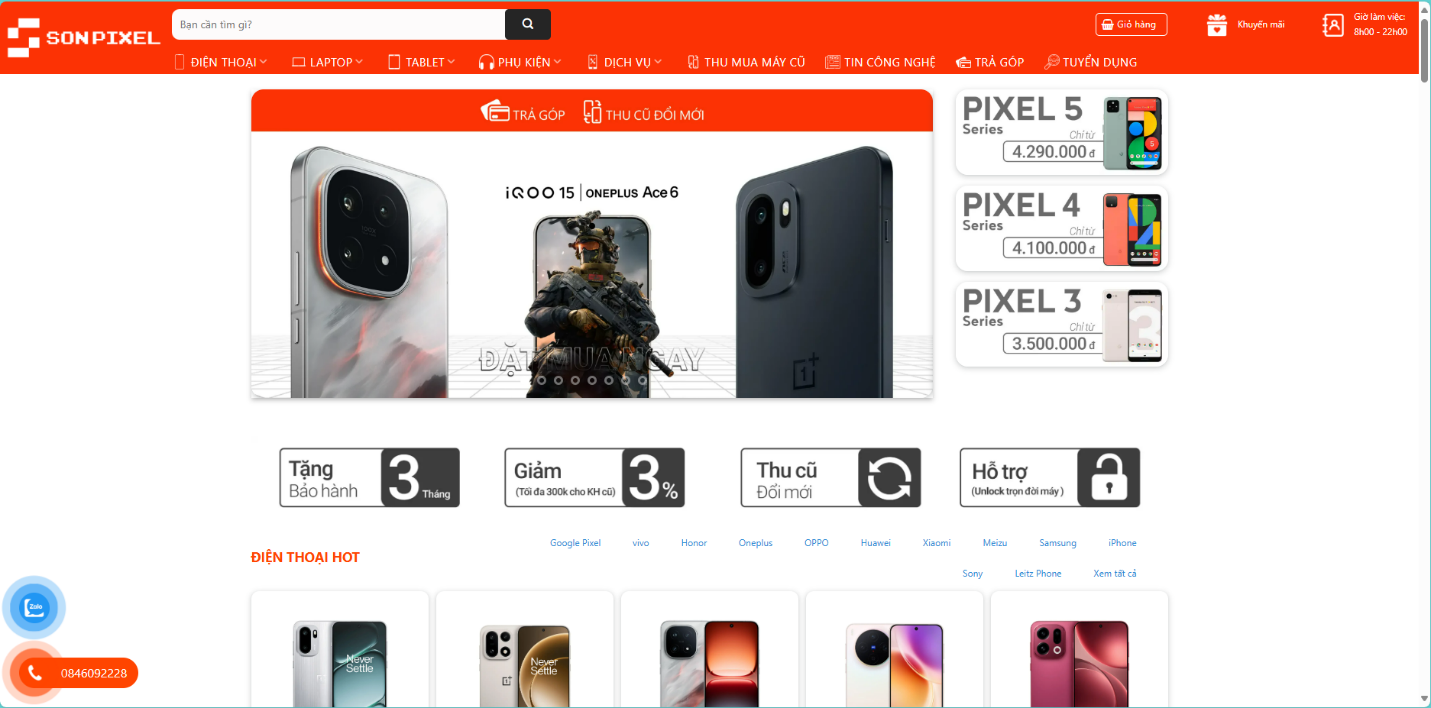 SONPIXEL
Bạn cần tìm gì?
Giỏ hàng
Khuyến mãi
Giờ làm việc:
8h00 - 22h00
ĐIỆN THOẠI
LAPTOP
TABLET
PHỤ KIỆN
DỊCH VỤ
THU MUA MÁY CŨ
TIN CÔNG NGHỆ
TRẢ GÓP
TUYỂN DỤNG
TRẢ GÓP
THU CŨ ĐỔI MỚI
iQOO 15 | ONEPLUS Ace 6
ĐẶT MUA NGAY
PIXEL 5
Series
Chỉ từ
4.290.000 đ
PIXEL 4
Series
Chỉ từ
4.100.000 đ
PIXEL 3
Series
Chỉ từ
3.500.000 đ
Tặng
Bảo hành
3 Tháng
Giảm
(Tối đa 300k cho KH cũ)
3%
Thu cũ
Đổi mới
Hỗ trợ
(Unlock trọn đời máy )
ĐIỆN THOẠI HOT
Google Pixel
vivo
Honor
Oneplus
OPPO
Huawei
Xiaomi
Meizu
Samsung
iPhone
Sony
Leitz Phone
Xem tất cả
Never
Settle
Never
Settle
Zalo
0846092228